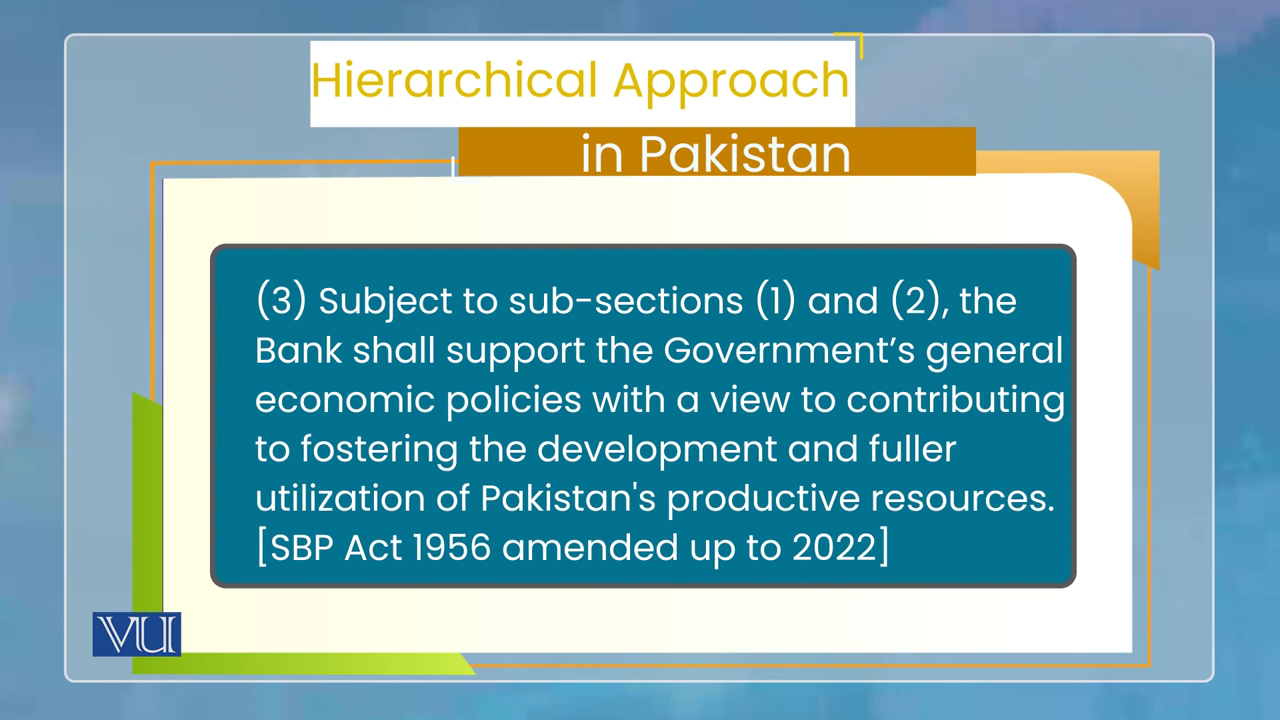 Hierarchical Approach
in Pakistan
(3) Subject to sub-sections (1) and (2), the
Bank shall support the Government’s general
economic policies with a view to contributing
to fostering the development and fuller
utilization of Pakistan's productive resources.
[SBP Act 1956 amended up to 2022]
VU